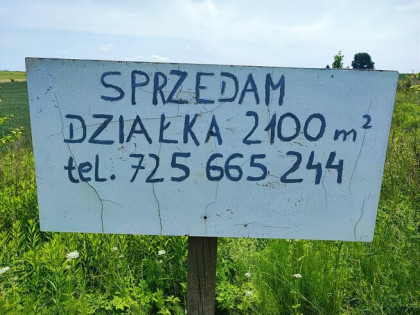 SPRZEDAM
DZIAŁKA 2100 m²
tel. 725 665 244